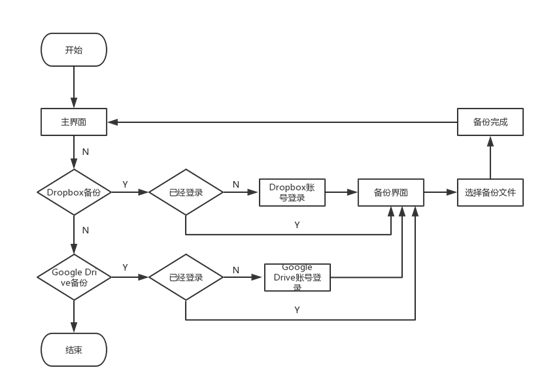 开始
主界面
备份完成
N
Dropbox备份
Y
已经登录
N
Dropbox账
号登录
备份界面
选择备份文件
Y
N
Google Dri
ve备份
Y
已经登录
N
Google
Drive账号登
录
Y
结束